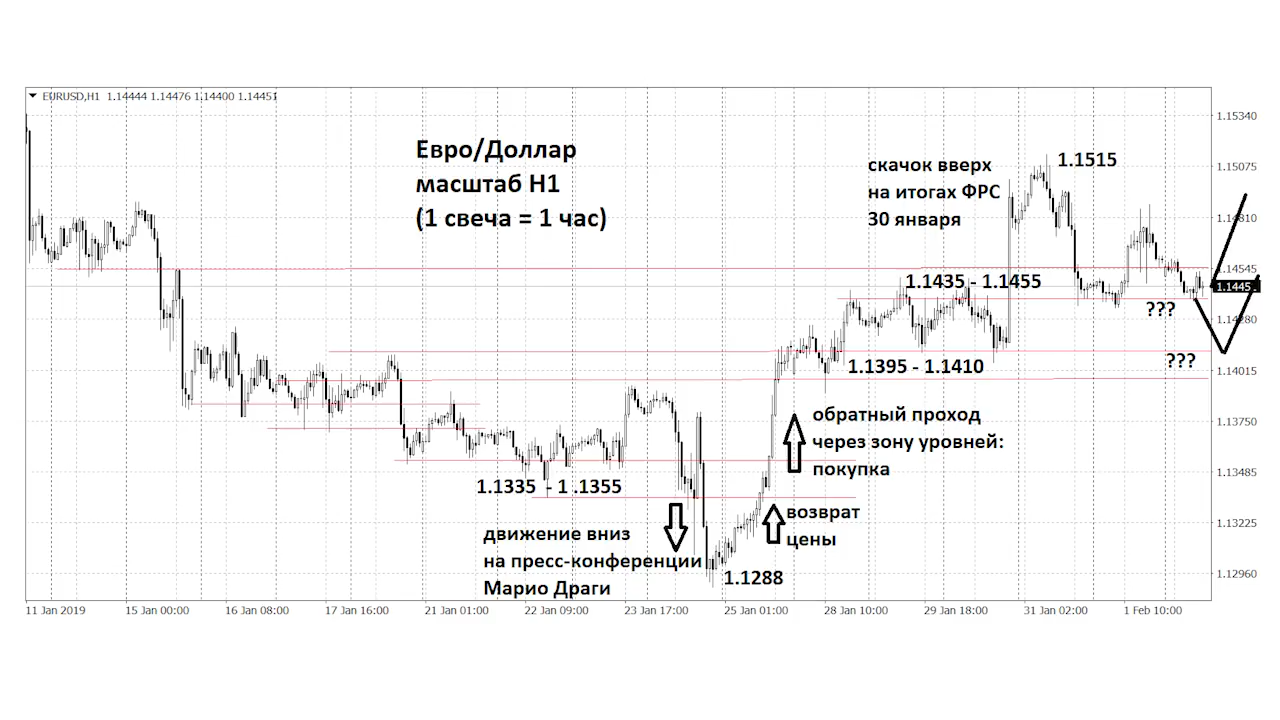 EURUSD,H1 1.14444 1.14476 1.14400 1.14451
Евро/Доллар
масштаб H1
(1 свеча = 1 час)
скачок вверх
на итогах ФРС
30 января
1.1515
1.1435 - 1.1455
???
???
1.1395 - 1.1410
обратный проход
через зону уровней:
покупка
1.1335 - 1 .1355
возврат
цены
движение вниз
на пресс-конференции
Марио Драги
1.1288
1.15340
1.15075
1.14810
1.14545
1.1445
1.14280
1.14015
1.13750
1.13485
1.13225
1.12960
11 Jan 2019 15 Jan 00:00 16 Jan 08:00 17 Jan 16:00 21 Jan 01:00 22 Jan 09:00 23 Jan 17:00 25 Jan 01:00 28 Jan 10:00 29 Jan 18:00 31 Jan 02:00 1 Feb 10:00